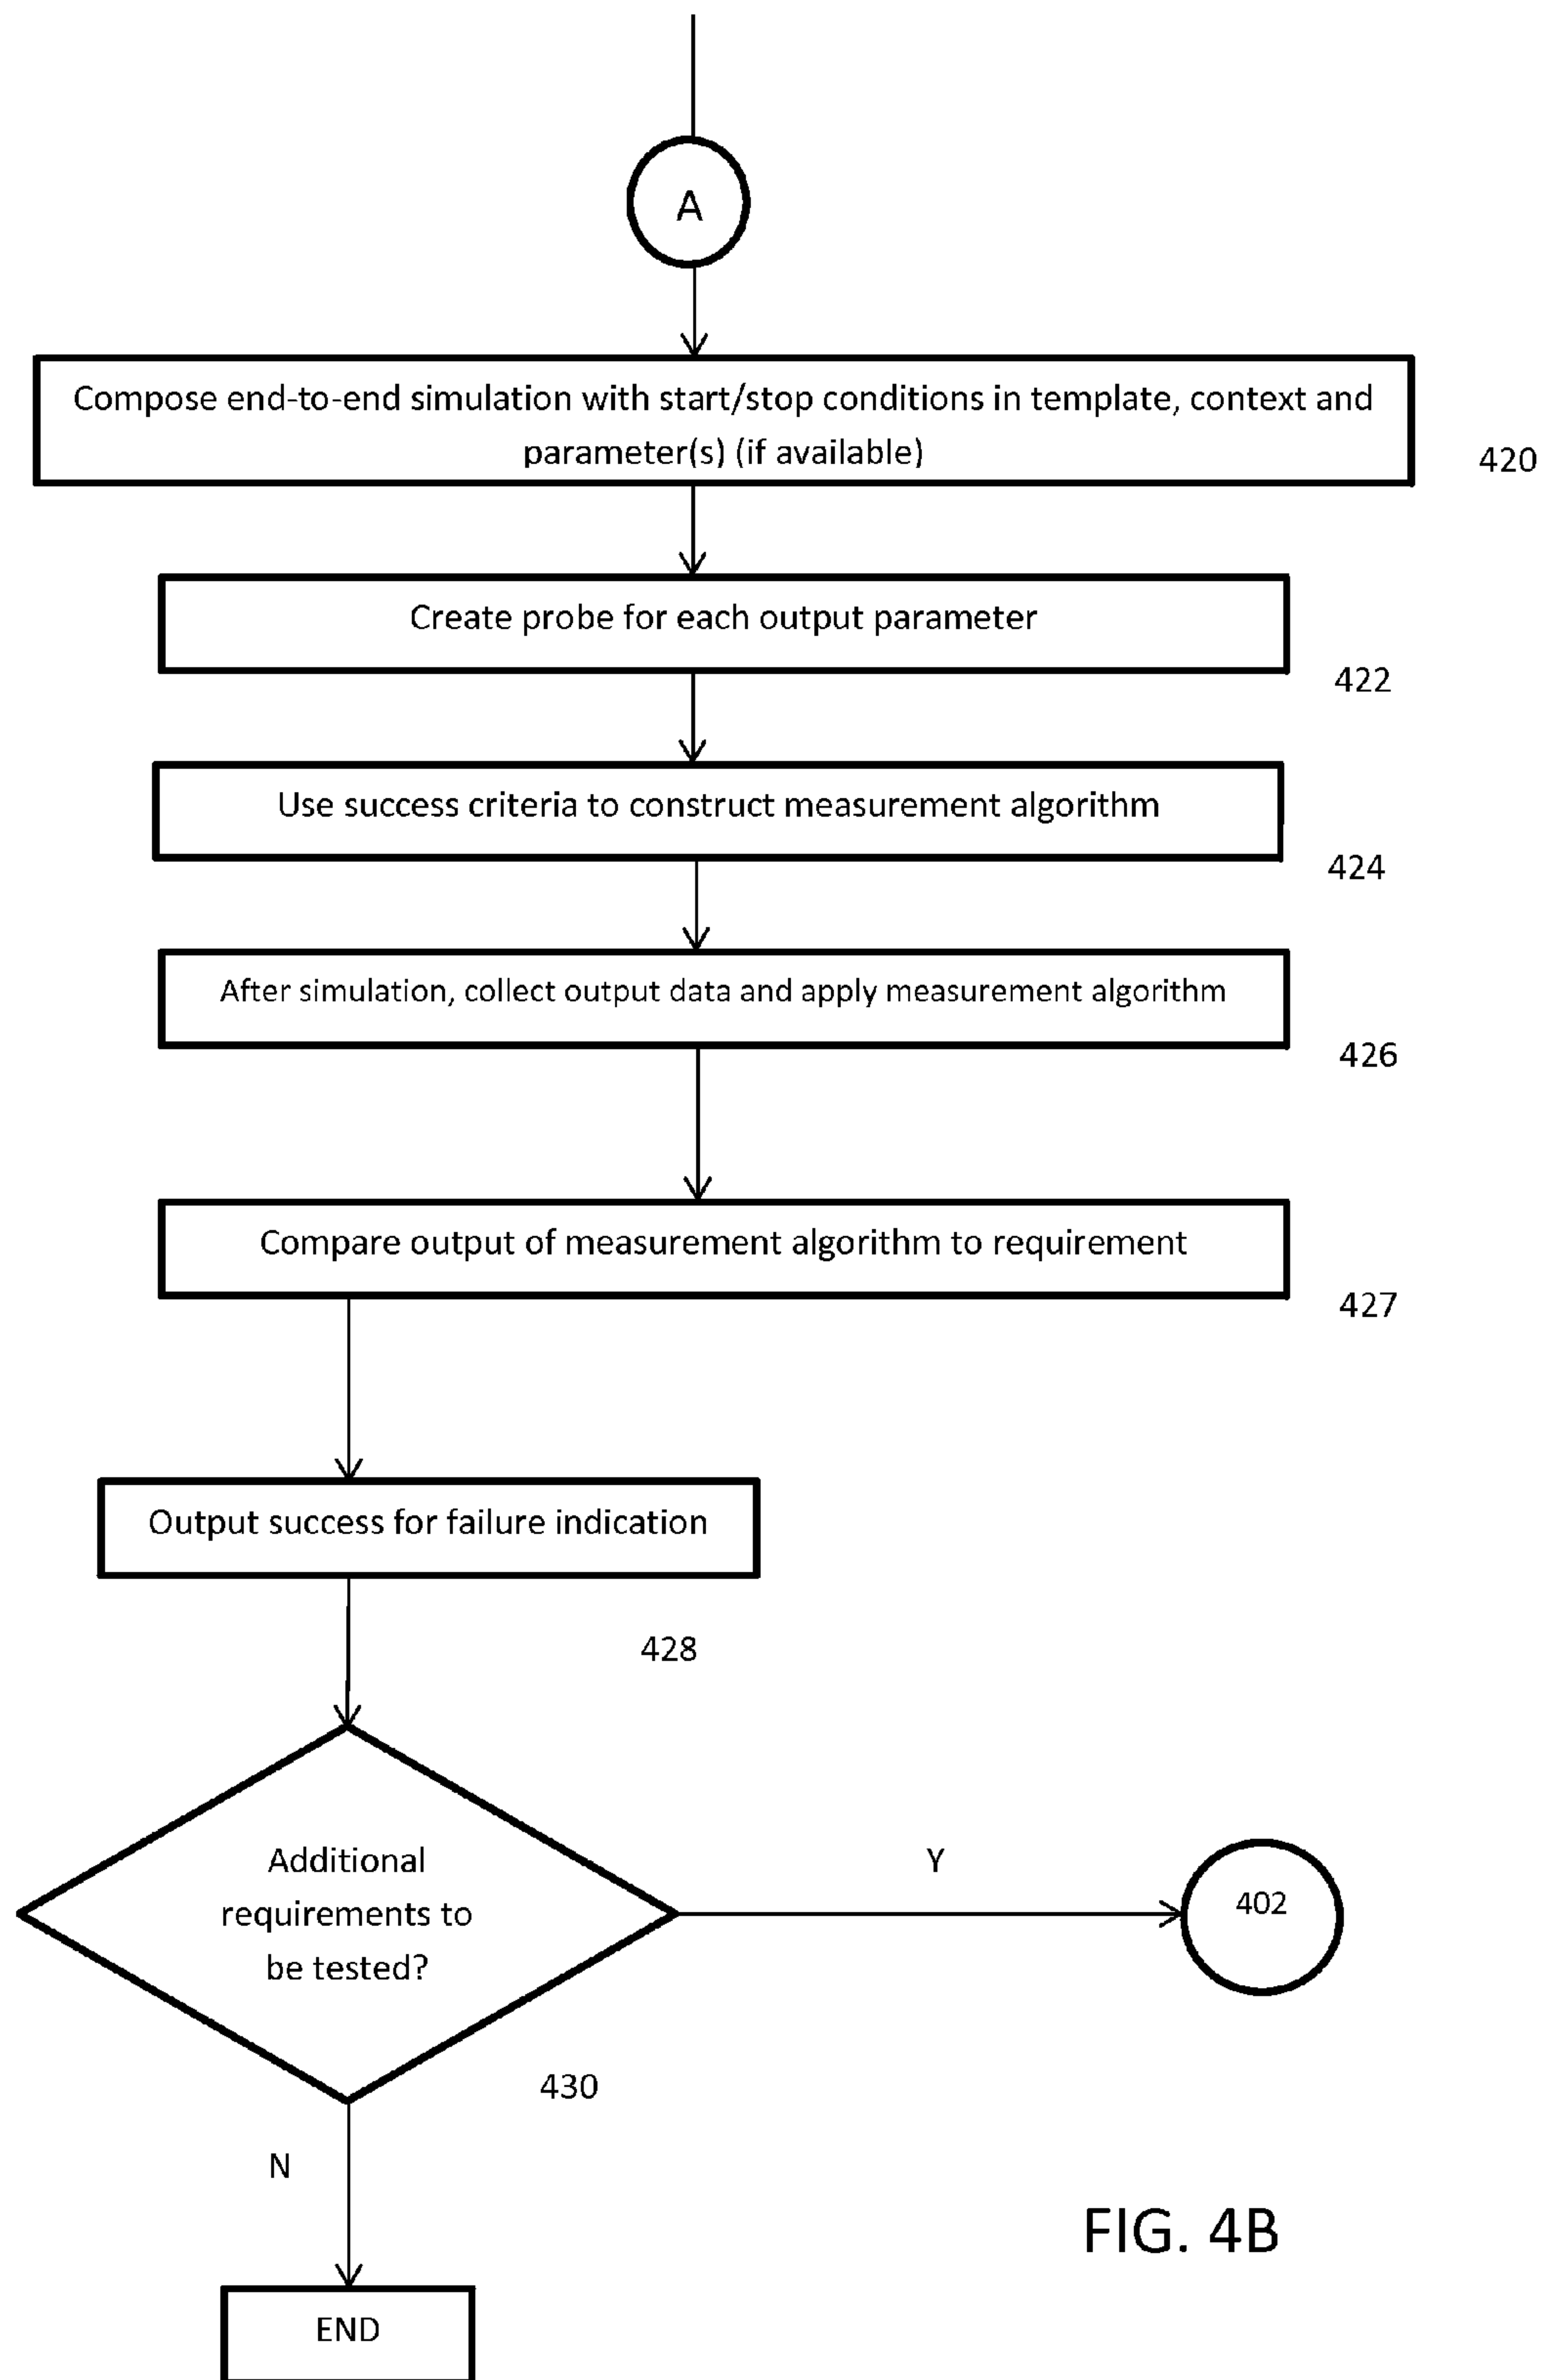 A
Compose end-to-end simulation with start/stop conditions in template, context and
parameter(s) (if available)
420
Create probe for each output parameter
422
Use success criteria to construct measurement algorithm
424
After simulation, collect output data and apply measurement algorithm
426
Compare output of measurement algorithm to requirement
427
Output success for failure indication
428
Additional
requirements to
be tested?
Y
402
430
N
FIG. 4B
END